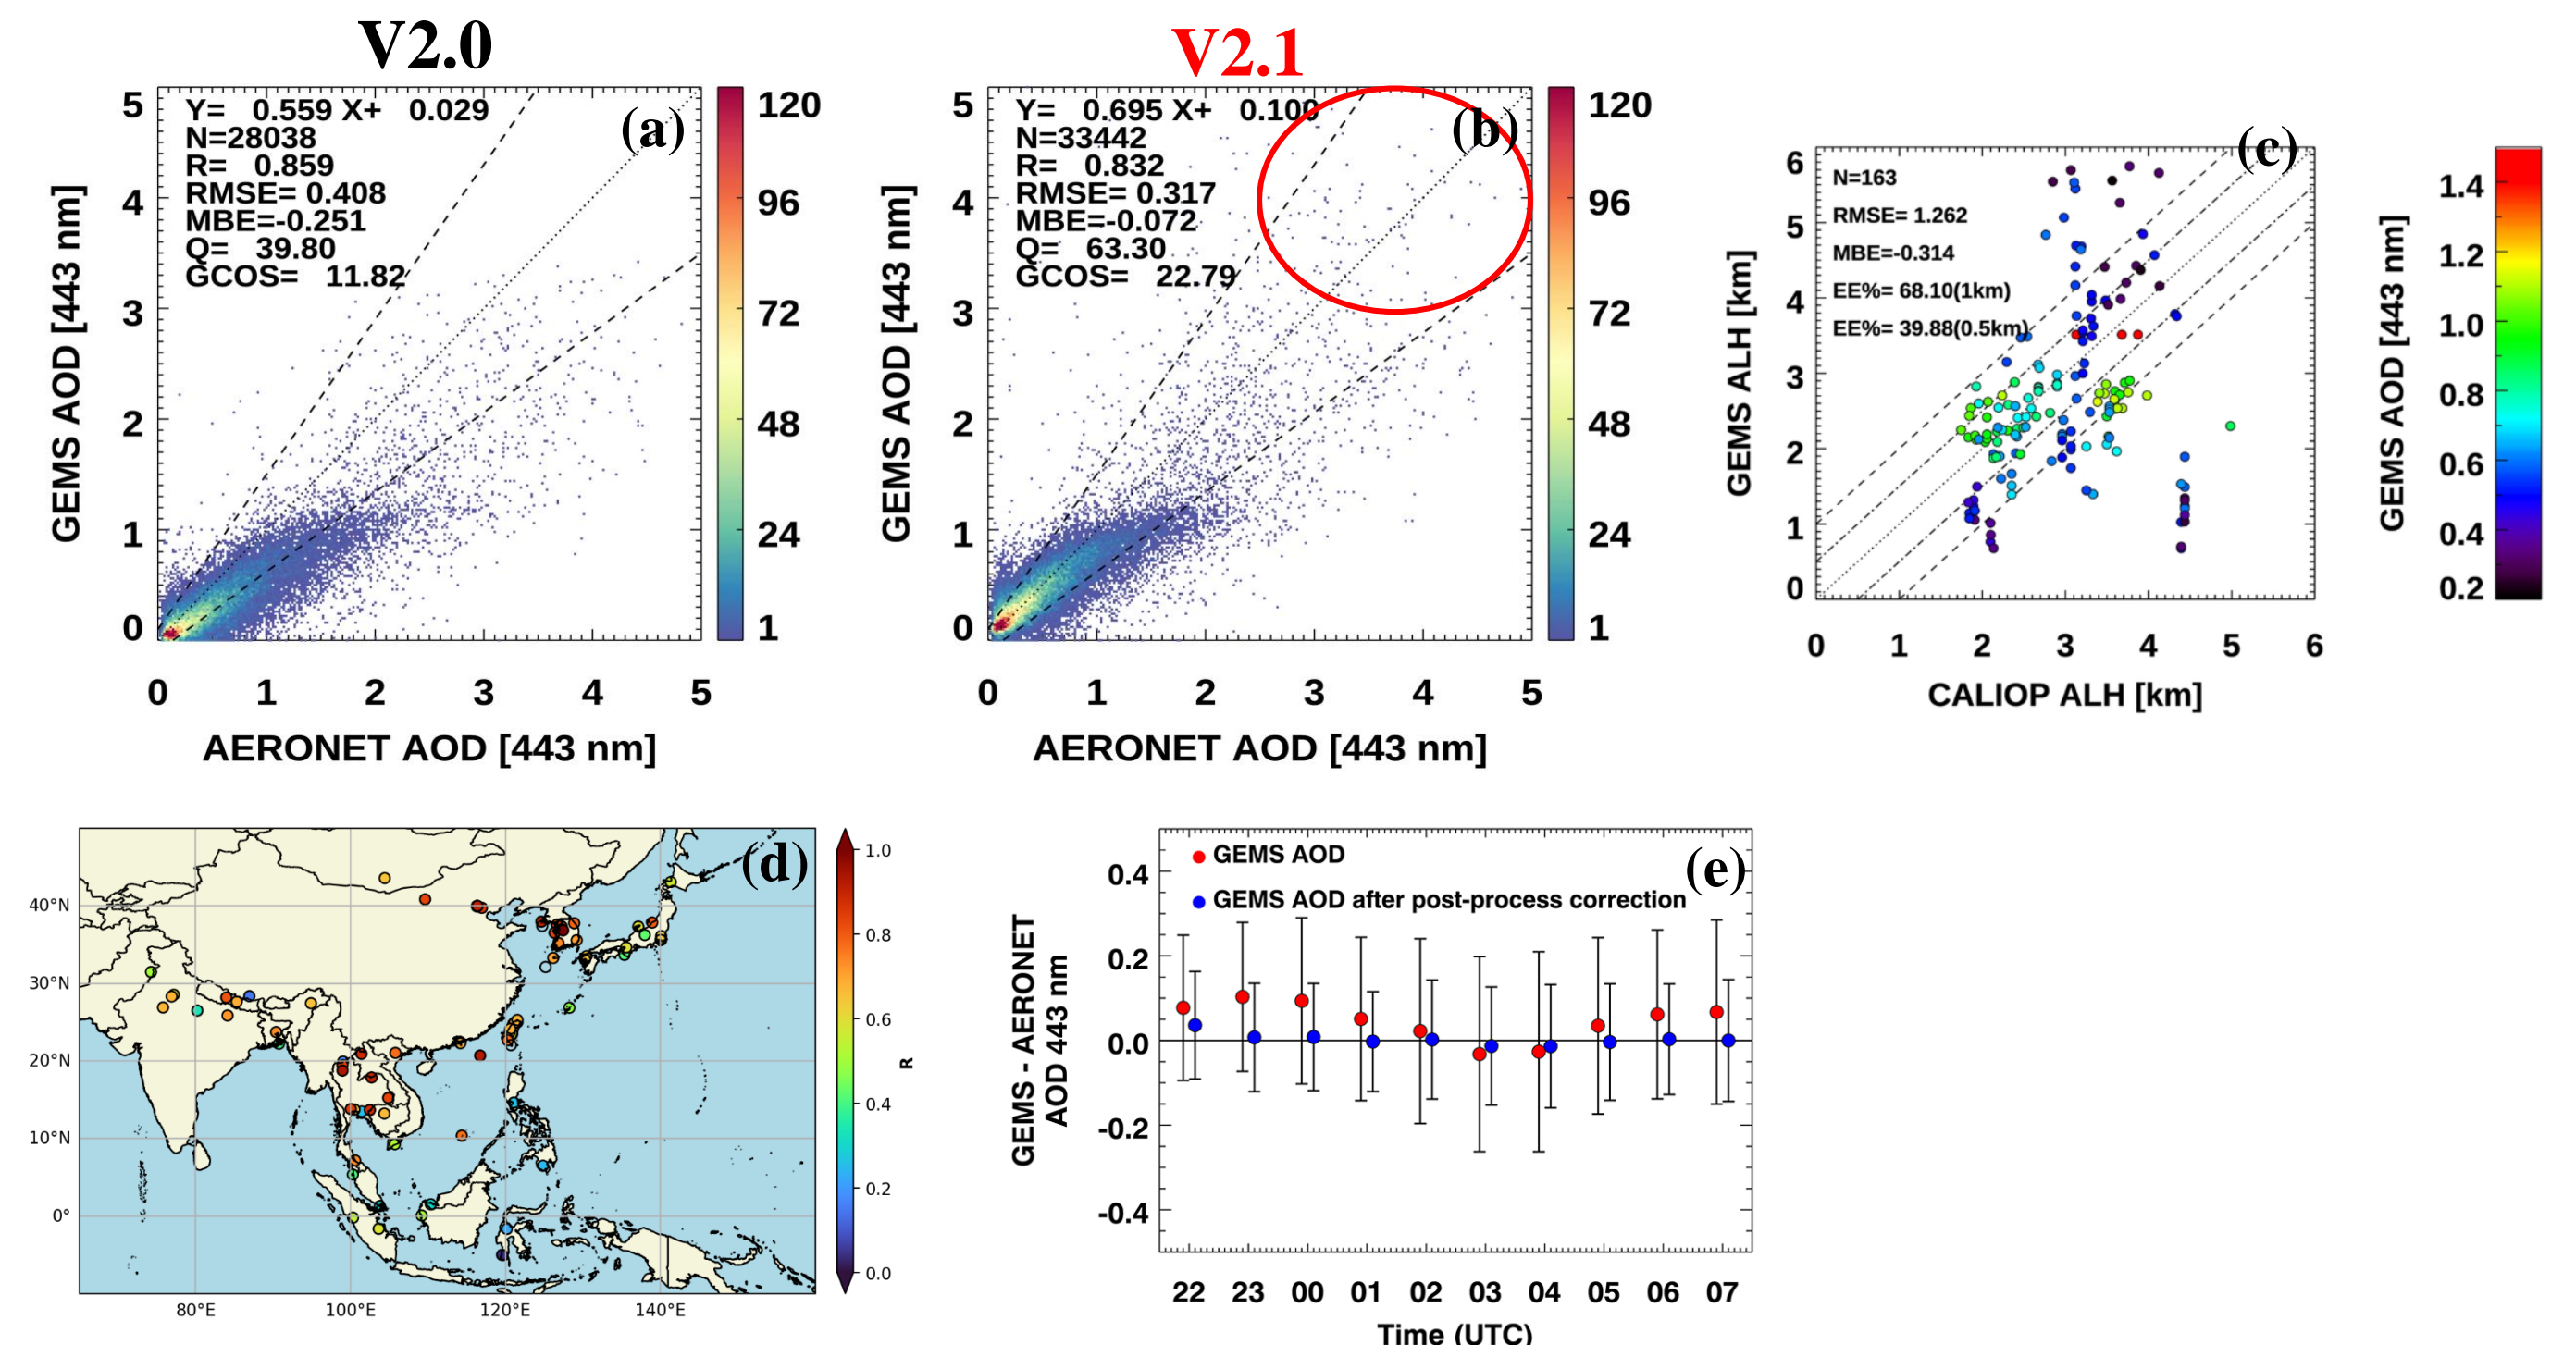 V2.0
V2.1
Y= 0.559 X+ 0.029
N=28038
R= 0.859
RMSE= 0.408
MBE=-0.251
Q= 39.80
GCOS= 11.82
(a)
5
4
3
2
1
0
0 1 2 3 4 5
GEMS AOD [443 nm]
AERONET AOD [443 nm]
120
96
72
48
24
1
Y= 0.695 X+ 0.100
N=33442
R= 0.832
RMSE= 0.317
MBE=-0.072
Q= 63.30
GCOS= 22.79
(b)
5
4
3
2
1
0
0 1 2 3 4 5
GEMS AOD [443 nm]
AERONET AOD [443 nm]
120
96
72
48
24
1
(c)
N=163
RMSE= 1.262
MBE=-0.314
EE%= 68.10(1km)
EE%= 39.88(0.5km)
6
5
4
3
2
1
0
0 1 2 3 4 5 6
GEMS ALH [km]
CALIOP ALH [km]
GEMS AOD [443 nm]
1.4
1.2
1.0
0.8
0.6
0.4
0.2
(d)
40°N
30°N
20°N
10°N
0°
80°E 100°E 120°E 140°E
1.0
0.8
0.6
0.4
0.2
0.0
R
(e)
GEMS AOD
GEMS AOD after post-process correction
0.4
0.2
0.0
-0.2
-0.4
GEMS - AERONET
AOD 443 nm
22 23 00 01 02 03 04 05 06 07
Time (UTC)